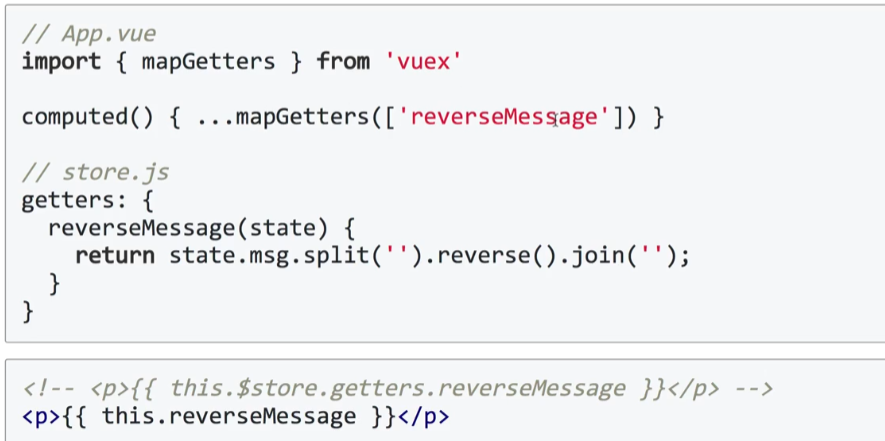 // App.vue
import { mapGetters } from 'vuex'
computed() { ...mapGetters(['reverseMessage']) }
// store.js
getters: {
  reverseMessage(state) {
    return state.msg.split('').reverse().join('');
  }
}
<!-- <p>{{ this.$store.getters.reverseMessage }}</p> -->
<p>{{ this.reverseMessage }}</p>